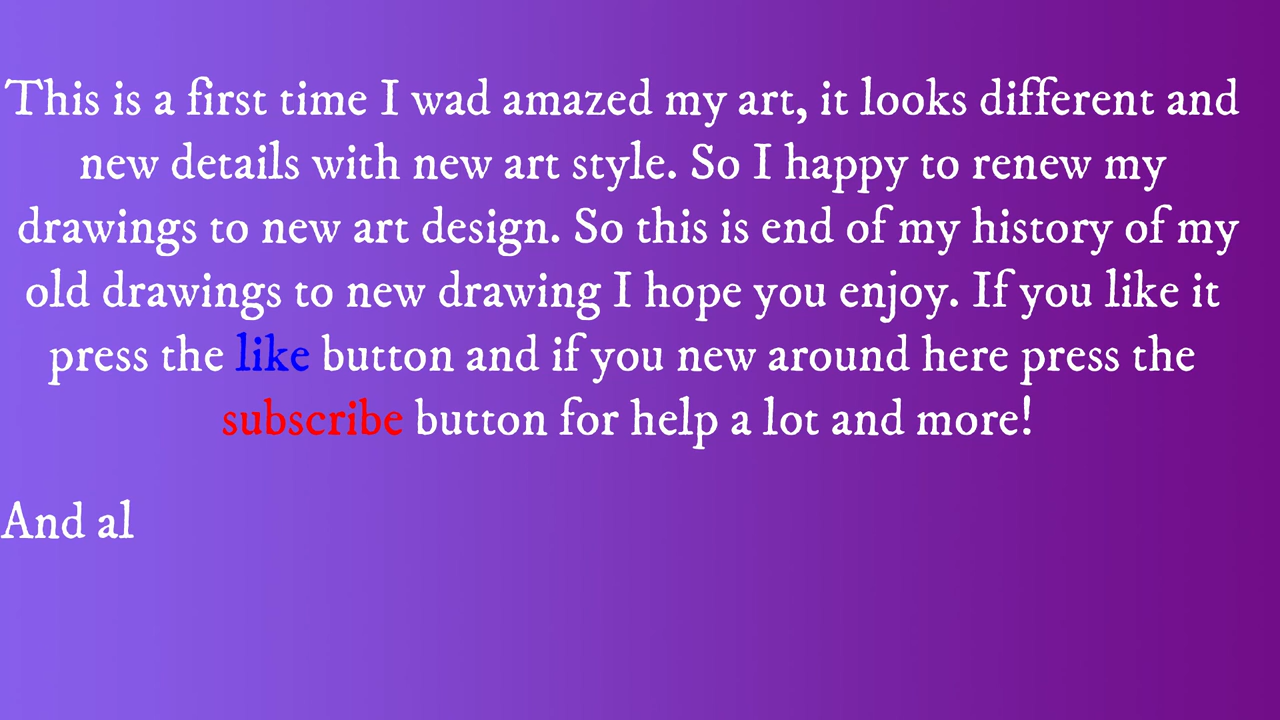 This is a first time I wad amazed my art, it looks different and
new details with new art style. So I happy to renew my
drawings to new art design. So this is end of my history of my
old drawings to new drawing I hope you enjoy. If you like it
press the like button and if you new around here press the
subscribe button for help a lot and more!
And al